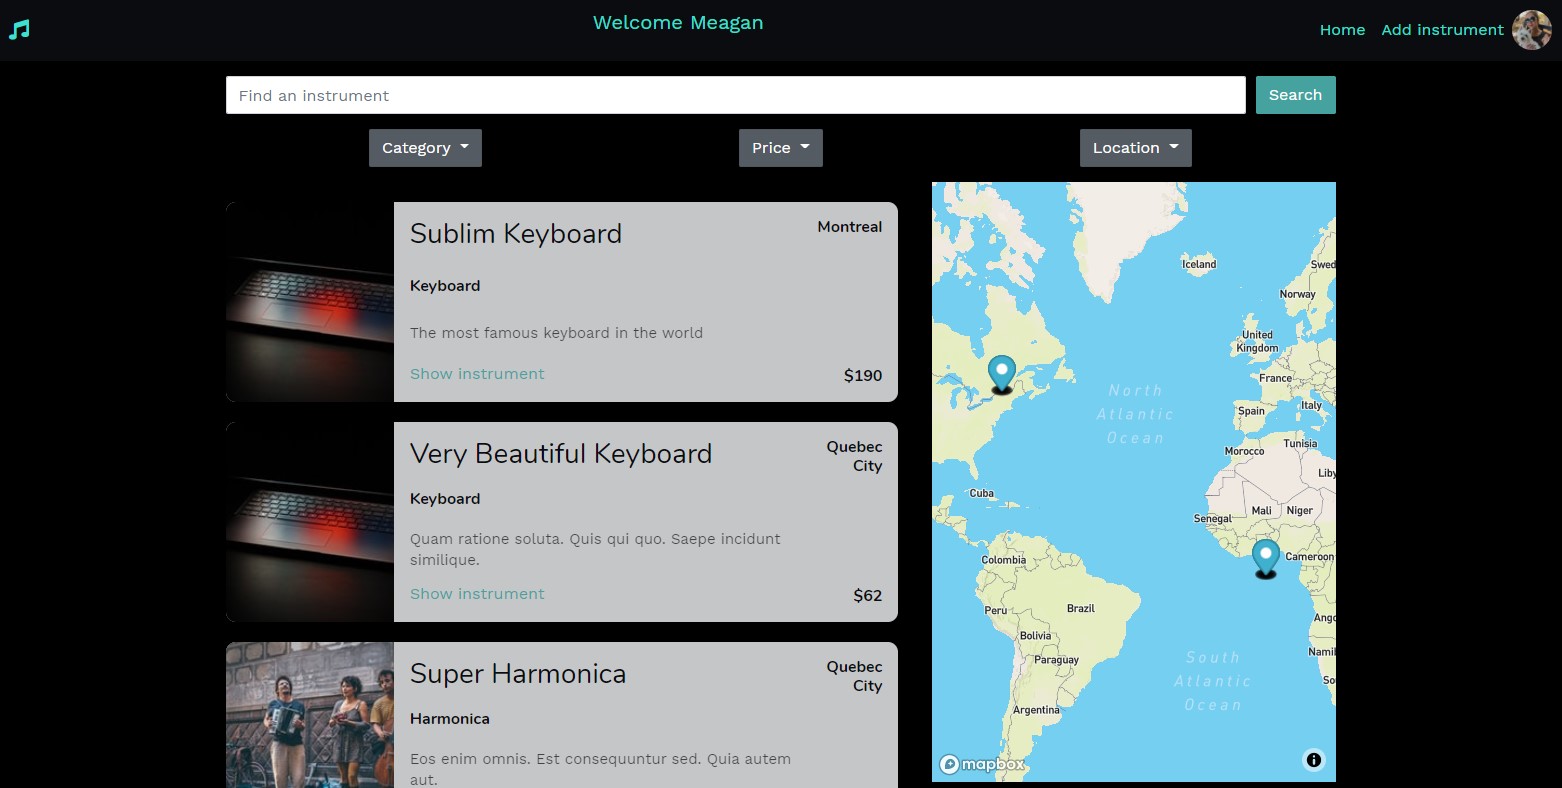 Welcome Meagan
Home
Add instrument
Find an instrument
Search
Category
Price
Location
Sublim Keyboard
Montreal
Keyboard
The most famous keyboard in the world
Show instrument
$190
Very Beautiful Keyboard
Quebec
City
Keyboard
Quam ratione soluta. Quis qui quo. Saepe incidunt
similique.
Show instrument
$62
Super Harmonica
Quebec
City
Harmonica
Eos enim omnis. Est consequuntur sed. Quia autem
aut.
Iceland
Swed
Norway
United
Kingdom
France
Italy
Spain
North
Atlantic
Ocean
Tunisia
Morocco
Liby
Cuba
Mali
Niger
Senegal
Cameroon
Colombia
Peru
Brazil
Ango
Bolivia
Namil
Paraguay
South
Atlantic
Ocean
So
Argentina
mapbox